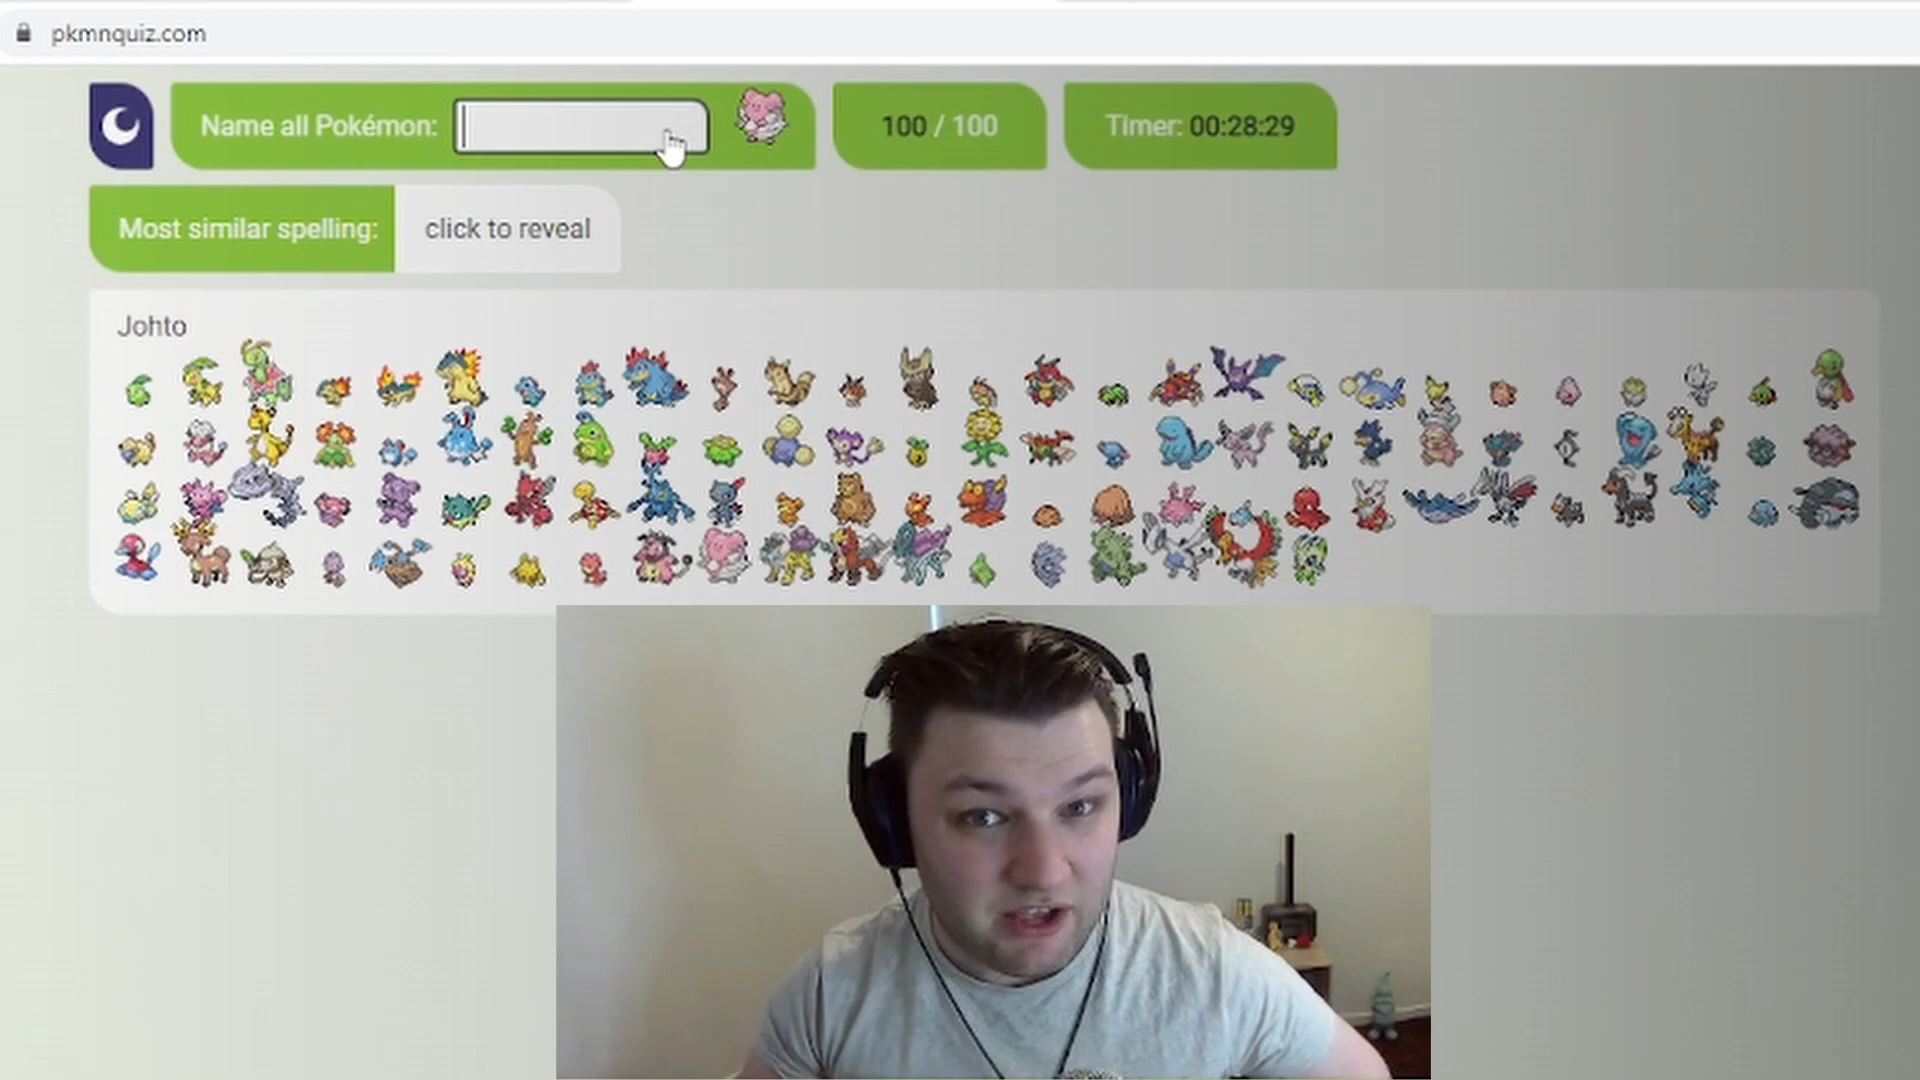 pkmnquiz.com
Name all Pokémon:
100 / 100
Timer: 00:28:29
Most similar spelling: click to reveal
Johto